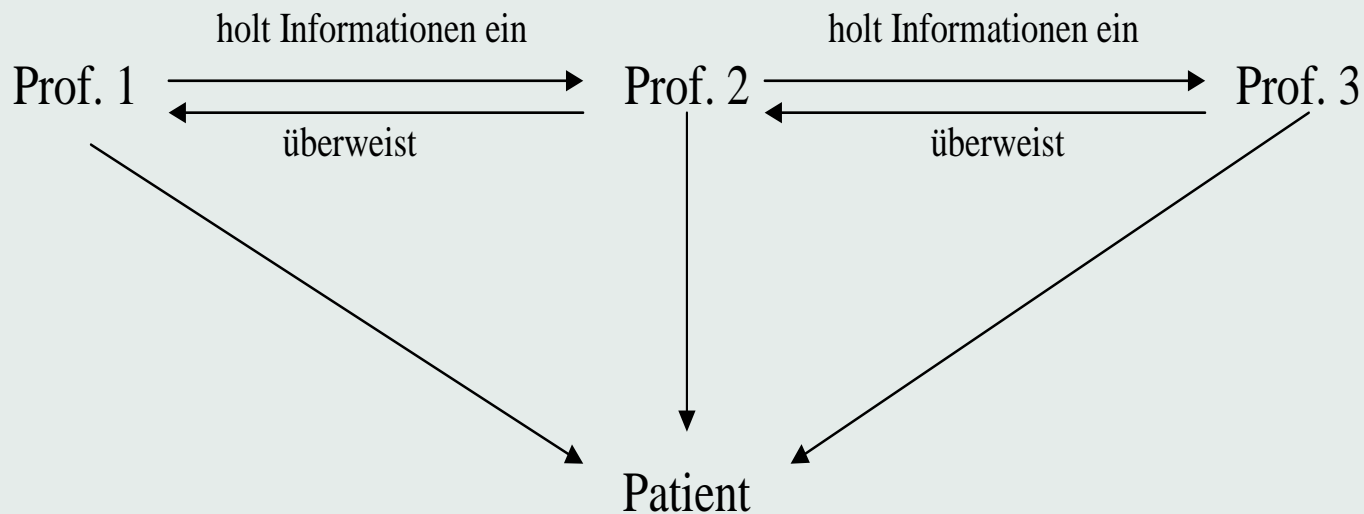 holt Informationen ein
holt Informationen ein
Prof. 1
Prof. 2
Prof. 3
überweist
überweist
Patient